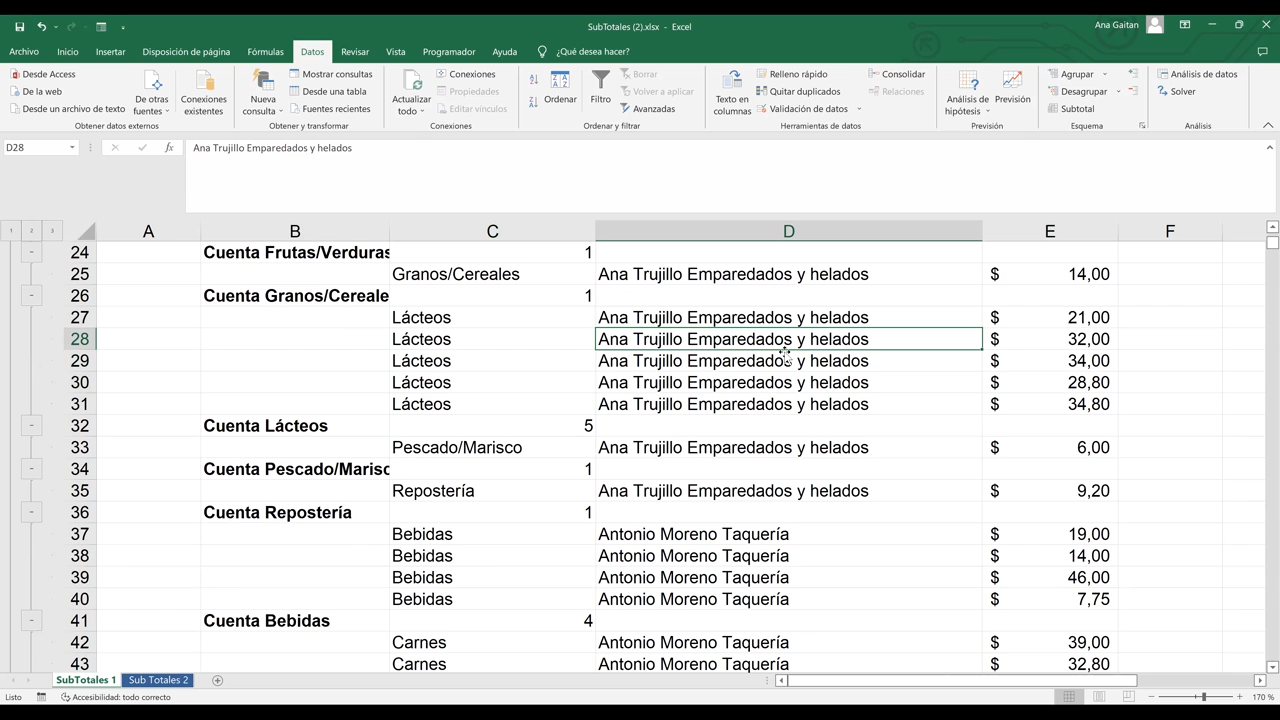 SubTotales (2).xlsx - Excel
Ana Gaitan
Archivo Inicio Insertar Disposición de página Fórmulas Datos Revisar Vista Programador Ayuda ¿Qué desea hacer?
Desde Access
De la web
Desde un archivo de texto
De otras fuentes
Conexiones existentes
Obtener datos externos
Nueva consulta
Mostrar consultas
Desde una tabla
Fuentes recientes
Obtener y transformar
Actualizar todo
Conexiones
Propiedades
Editar vínculos
Conexiones
Ordenar
Filtro
Borrar
Volver a aplicar
Avanzadas
Ordenar y filtrar
Texto en columnas
Relleno rápido
Quitar duplicados
Validación de datos
Consolidar
Relaciones
Herramientas de datos
Análisis de hipótesis
Previsión
Previsión
Agrupar
Desagrupar
Subtotal
Esquema
Análisis de datos
Solver
Análisis
D28
fx
Ana Trujillo Emparedados y helados
1 2 3
A B C D E F
24 Cuenta Frutas/Verduras 1
25 Granos/Cereales Ana Trujillo Emparedados y helados $ 14,00
26 Cuenta Granos/Cereale 1
27 Lácteos Ana Trujillo Emparedados y helados $ 21,00
28 Lácteos Ana Trujillo Emparedados y helados $ 32,00
29 Lácteos Ana Trujillo Emparedados y helados $ 34,00
30 Lácteos Ana Trujillo Emparedados y helados $ 28,80
31 Lácteos Ana Trujillo Emparedados y helados $ 34,80
32 Cuenta Lácteos 5
33 Pescado/Marisco Ana Trujillo Emparedados y helados $ 6,00
34 Cuenta Pescado/Marisc 1
35 Repostería Ana Trujillo Emparedados y helados $ 9,20
36 Cuenta Repostería 1
37 Bebidas Antonio Moreno Taquería $ 19,00
38 Bebidas Antonio Moreno Taquería $ 14,00
39 Bebidas Antonio Moreno Taquería $ 46,00
40 Bebidas Antonio Moreno Taquería $ 7,75
41 Cuenta Bebidas 4
42 Carnes Antonio Moreno Taquería $ 39,00
43 Carnes Antonio Moreno Taquería $ 32,80
SubTotales 1 Sub Totales 2
Listo Accesibilidad: todo correcto 170 %